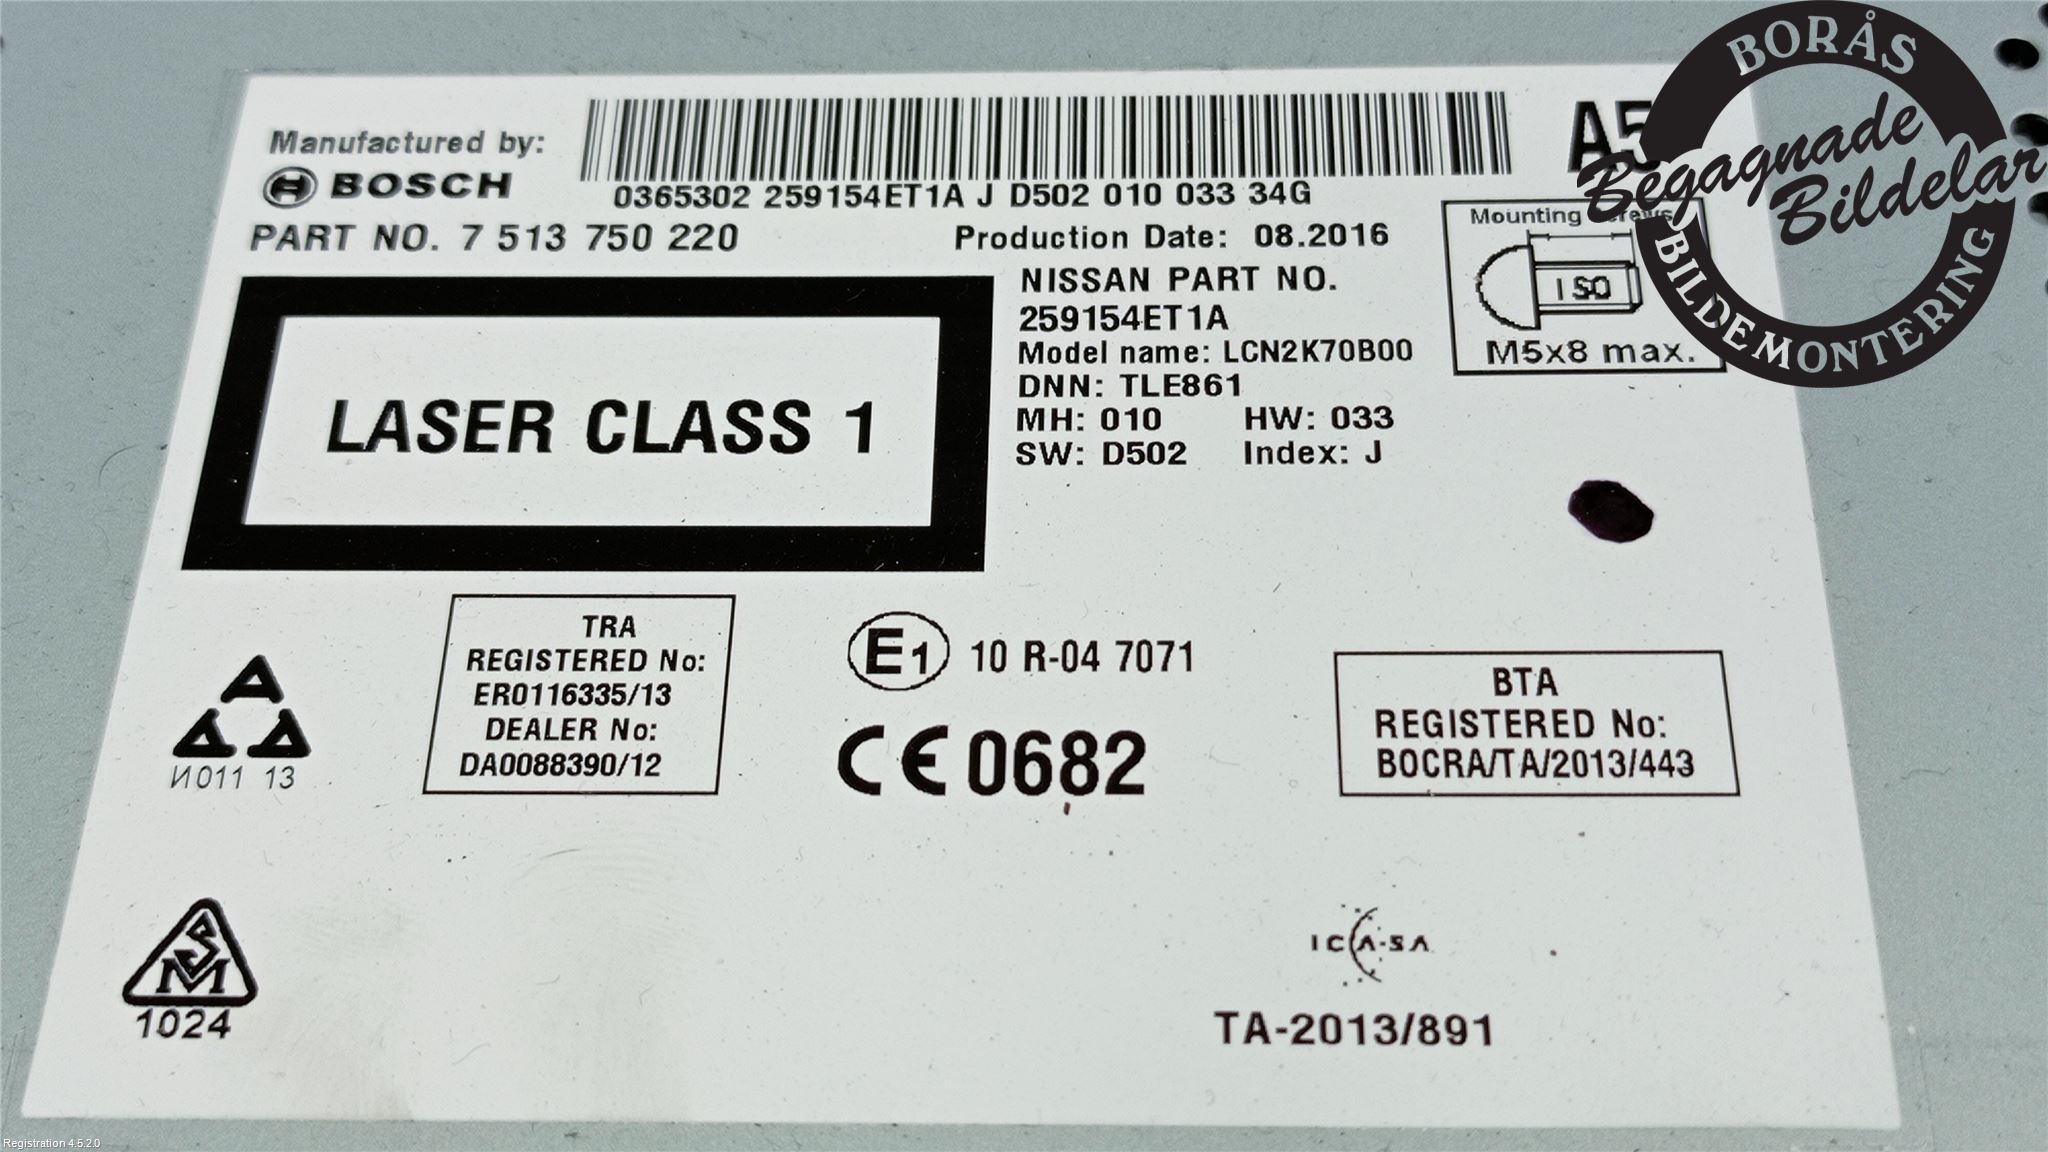 Manufactured by:
BOSCH
0365302 259154ET1A J D502 010 033 34G
A5
PART NO. 7 513 750 220
Production Date: 08.2016
NISSAN PART NO.
259154ET1A
Model name: LCN2K70B00
DNN: TLE861
MH: 010 HW: 033
SW: D502 Index: J
Mounting screws
ISO
M5x8 max.
LASER CLASS 1
TRA
REGISTERED No:
ER0116335/13
DEALER No:
DA0088390/12
E1 10 R-04 7071
CE 0682
BTA
REGISTERED No:
BOCRA/TA/2013/443
И011 13
SM
1024
ICASA
TA-2013/891
BORÅS
Begagnade
Bildelar
BILDEMONTERING
Registration 4.5.2.0